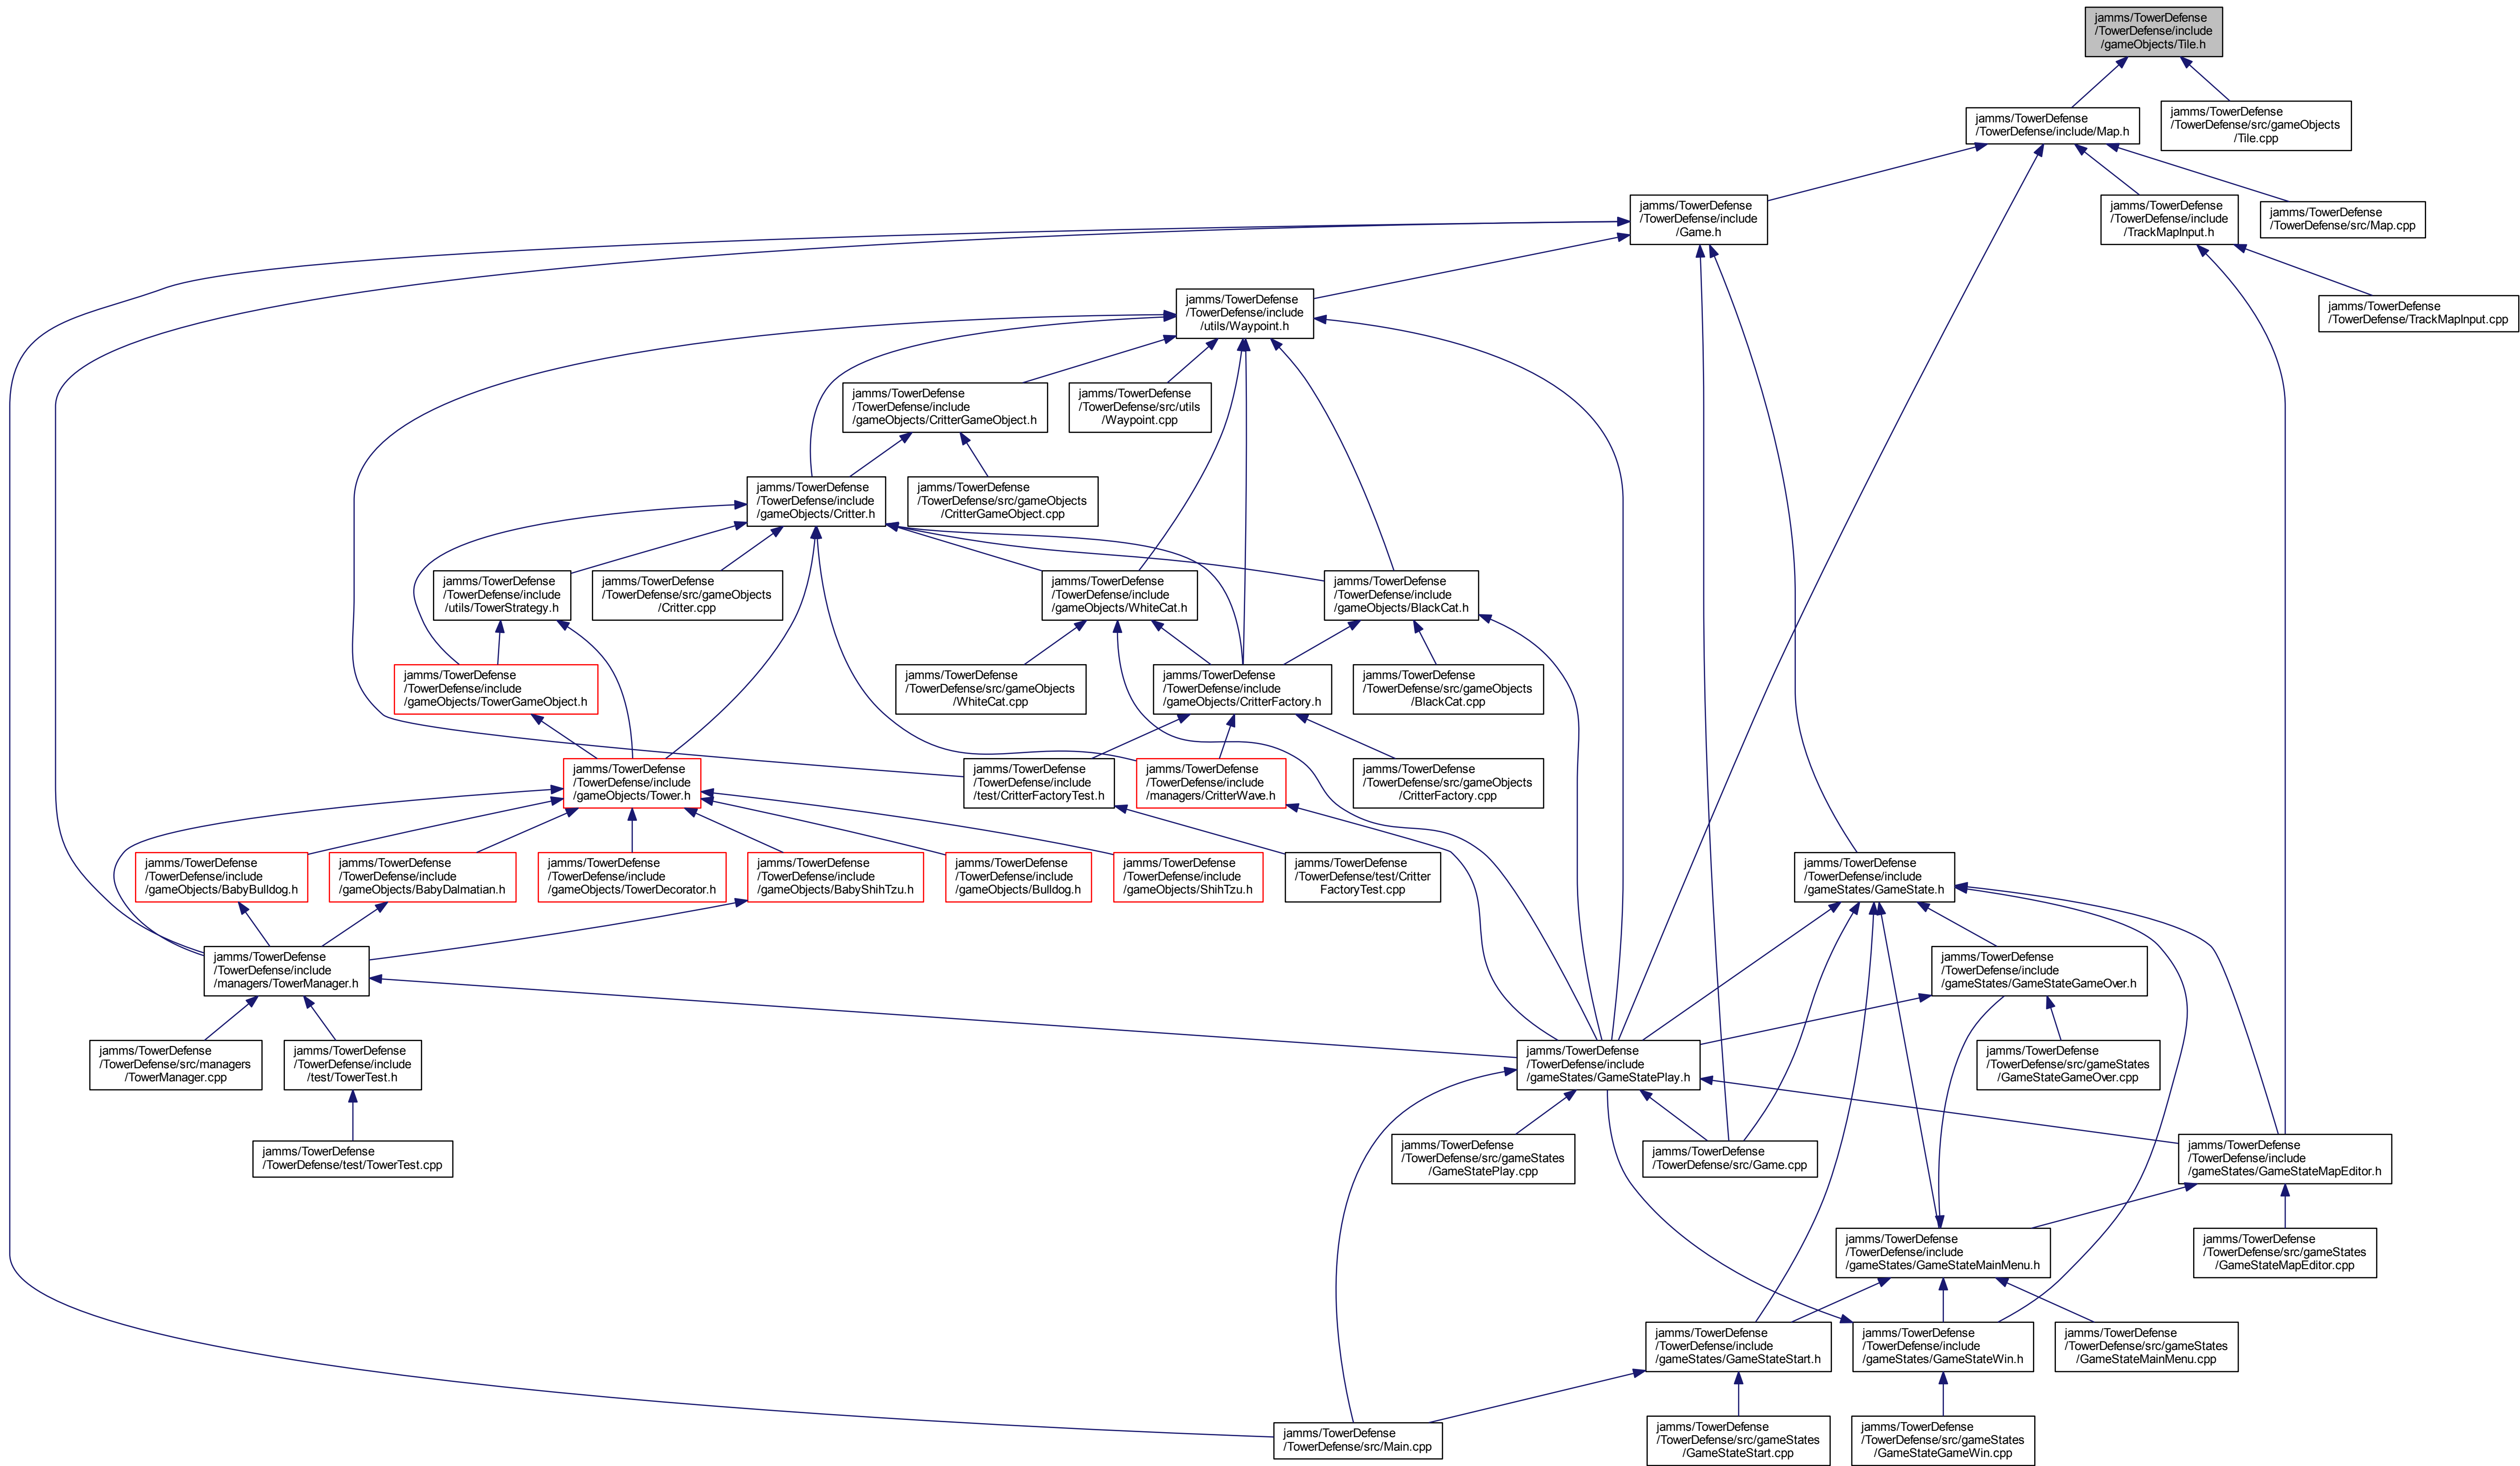 jamms/TowerDefense
/TowerDefense/include
/gameObjects/Tile.h
jamms/TowerDefense
/TowerDefense/include/Map.h
jamms/TowerDefense
/TowerDefense/src/gameObjects
/Tile.cpp
jamms/TowerDefense
/TowerDefense/include
/Game.h
jamms/TowerDefense
/TowerDefense/include
/TrackMapInput.h
jamms/TowerDefense
/TowerDefense/src/Map.cpp
jamms/TowerDefense
/TowerDefense/include
/utils/Waypoint.h
jamms/TowerDefense
/TowerDefense/TrackMapInput.cpp
jamms/TowerDefense
/TowerDefense/include
/gameObjects/CritterGameObject.h
jamms/TowerDefense
/TowerDefense/src/utils
/Waypoint.cpp
jamms/TowerDefense
/TowerDefense/include
/gameObjects/Critter.h
jamms/TowerDefense
/TowerDefense/src/gameObjects
/CritterGameObject.cpp
jamms/TowerDefense
/TowerDefense/include
/utils/TowerStrategy.h
jamms/TowerDefense
/TowerDefense/src/gameObjects
/Critter.cpp
jamms/TowerDefense
/TowerDefense/include
/gameObjects/WhiteCat.h
jamms/TowerDefense
/TowerDefense/include
/gameObjects/BlackCat.h
jamms/TowerDefense
/TowerDefense/include
/gameObjects/TowerGameObject.h
jamms/TowerDefense
/TowerDefense/src/gameObjects
/WhiteCat.cpp
jamms/TowerDefense
/TowerDefense/include
/gameObjects/CritterFactory.h
jamms/TowerDefense
/TowerDefense/src/gameObjects
/BlackCat.cpp
jamms/TowerDefense
/TowerDefense/include
/gameObjects/Tower.h
jamms/TowerDefense
/TowerDefense/include
/test/CritterFactoryTest.h
jamms/TowerDefense
/TowerDefense/include
/managers/CritterWave.h
jamms/TowerDefense
/TowerDefense/src/gameObjects
/CritterFactory.cpp
jamms/TowerDefense
/TowerDefense/include
/gameObjects/BabyBulldog.h
jamms/TowerDefense
/TowerDefense/include
/gameObjects/BabyDalmatian.h
jamms/TowerDefense
/TowerDefense/include
/gameObjects/TowerDecorator.h
jamms/TowerDefense
/TowerDefense/include
/gameObjects/BabyShihTzu.h
jamms/TowerDefense
/TowerDefense/include
/gameObjects/Bulldog.h
jamms/TowerDefense
/TowerDefense/include
/gameObjects/ShihTzu.h
jamms/TowerDefense
/TowerDefense/test/Critter
FactoryTest.cpp
jamms/TowerDefense
/TowerDefense/include
/gameStates/GameState.h
jamms/TowerDefense
/TowerDefense/include
/managers/TowerManager.h
jamms/TowerDefense
/TowerDefense/include
/gameStates/GameStateGameOver.h
jamms/TowerDefense
/TowerDefense/src/managers
/TowerManager.cpp
jamms/TowerDefense
/TowerDefense/include
/test/TowerTest.h
jamms/TowerDefense
/TowerDefense/include
/gameStates/GameStatePlay.h
jamms/TowerDefense
/TowerDefense/src/gameStates
/GameStateGameOver.cpp
jamms/TowerDefense
/TowerDefense/test/TowerTest.cpp
jamms/TowerDefense
/TowerDefense/src/gameStates
/GameStatePlay.cpp
jamms/TowerDefense
/TowerDefense/src/Game.cpp
jamms/TowerDefense
/TowerDefense/include
/gameStates/GameStateMapEditor.h
jamms/TowerDefense
/TowerDefense/include
/gameStates/GameStateMainMenu.h
jamms/TowerDefense
/TowerDefense/src/gameStates
/GameStateMapEditor.cpp
jamms/TowerDefense
/TowerDefense/include
/gameStates/GameStateStart.h
jamms/TowerDefense
/TowerDefense/include
/gameStates/GameStateWin.h
jamms/TowerDefense
/TowerDefense/src/gameStates
/GameStateMainMenu.cpp
jamms/TowerDefense
/TowerDefense/src/Main.cpp
jamms/TowerDefense
/TowerDefense/src/gameStates
/GameStateStart.cpp
jamms/TowerDefense
/TowerDefense/src/gameStates
/GameStateGameWin.cpp